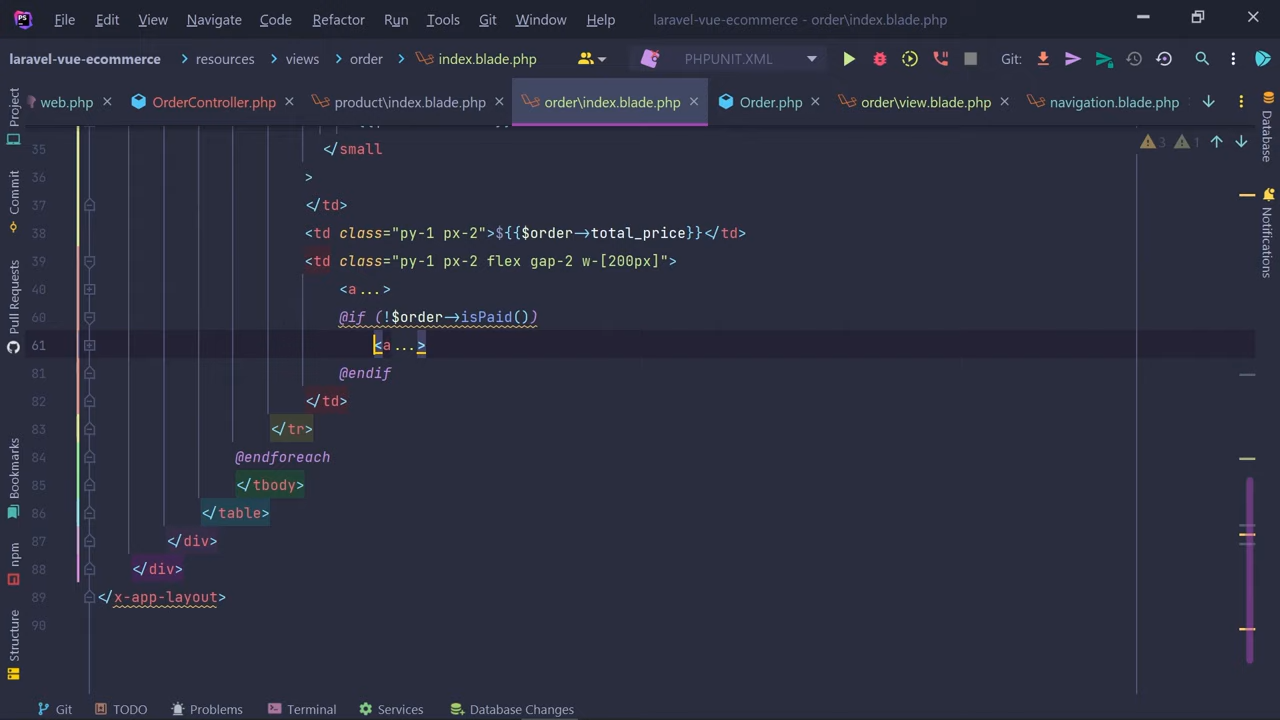 PS File Edit View Navigate Code Refactor Run Tools Git Window Help laravel-vue-ecommerce - order\index.blade.php
laravel-vue-ecommerce resources views order index.blade.php PHPUNIT.XML Git:
web.php OrderController.php product\index.blade.php order\index.blade.php Order.php order\view.blade.php navigation.blade.php
Project
Commit
Pull Requests
Bookmarks
npm
Structure
3 1
35 </small
36 >
37 </td>
38 <td class="py-1 px-2">${{$order->total_price}}</td>
39 <td class="py-1 px-2 flex gap-2 w-[200px]">
40 <a...>
60 @if (!$order->isPaid())
61 <a...>
81 @endif
82 </td>
83 </tr>
84 @endforeach
85 </tbody>
86 </table>
87 </div>
88 </div>
89 </x-app-layout>
90
Database
Notifications
Git TODO Problems Terminal Services Database Changes